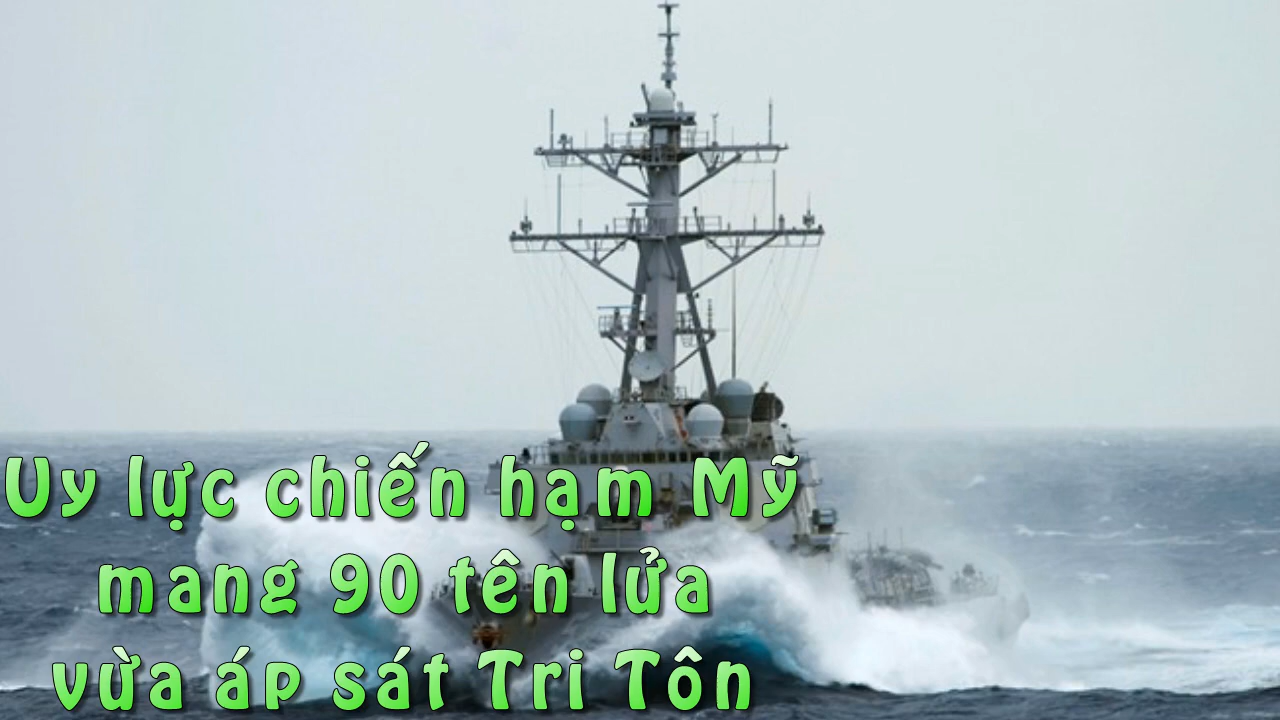 Uy lực chiến hạm Mỹ
mang 90 tên lửa
vừa áp sát Tri Tôn